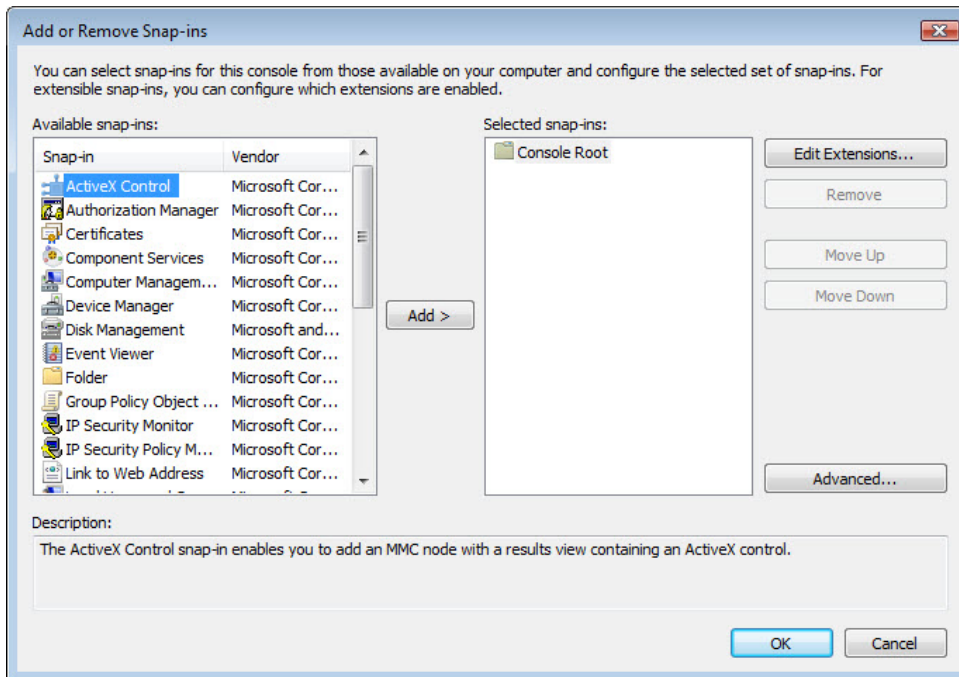 Add or Remove Snap-ins
You can select snap-ins for this console from those available on your computer and configure the selected set of snap-ins. For
extensible snap-ins, you can configure which extensions are enabled.
Available snap-ins:
Selected snap-ins:
Snap-in Vendor
ActiveX Control Microsoft Cor...
Authorization Manager Microsoft Cor...
Certificates Microsoft Cor...
Component Services Microsoft Cor...
Computer Managem... Microsoft Cor...
Device Manager Microsoft Cor...
Disk Management Microsoft and...
Event Viewer Microsoft Cor...
Folder Microsoft Cor...
Group Policy Object ... Microsoft Cor...
IP Security Monitor Microsoft Cor...
IP Security Policy M... Microsoft Cor...
Link to Web Address Microsoft Cor...
Add >
Console Root
Edit Extensions...
Remove
Move Up
Move Down
Advanced...
Description:
The ActiveX Control snap-in enables you to add an MMC node with a results view containing an ActiveX control.
OK
Cancel